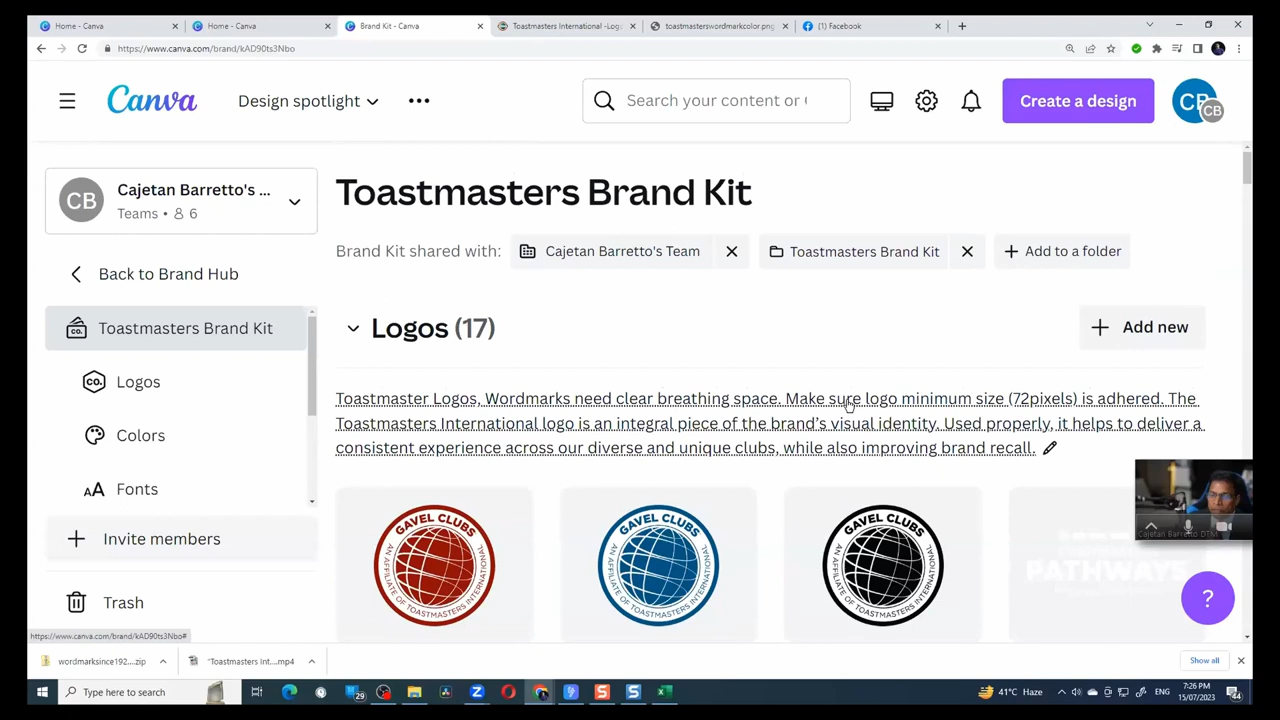 Home - Canva
Home - Canva
Brand Kit - Canva
Toastmasters International -Log
toastmasterswordmarkcolor.png
(1) Facebook
https://www.canva.com/brand/kAD90ts3Nbo
Canva
Design spotlight
Search your content or
Create a design
CB
CB
CB
Cajetan Barretto's ...
Teams • 6
Toastmasters Brand Kit
Brand Kit shared with:
Cajetan Barretto's Team
Toastmasters Brand Kit
Add to a folder
Back to Brand Hub
Toastmasters Brand Kit
Logos (17)
Add new
CO.
Logos
Colors
Fonts
Invite members
Trash
Toastmaster Logos, Wordmarks need clear breathing space. Make sure logo minimum size (72pixels) is adhered. The
Toastmasters International logo is an integral piece of the brand's visual identity. Used properly, it helps to deliver a
consistent experience across our diverse and unique clubs, while also improving brand recall.
GAVEL CLUBS
AN AFFILIATE OF TOASTMASTERS INTERNATIONAL
GAVEL CLUBS
AN AFFILIATE OF TOASTMASTERS INTERNATIONAL
GAVEL CLUBS
AN AFFILIATE OF TOASTMASTERS INTERNATIONAL
PATHWAYS
Cajetan Barretto DTM
?
https://www.canva.com/brand/kAD90ts3Nbo#
wordmarksince192....zip
"Toastmasters Int....mp4
Show all
Type here to search
29
41°C Haze
ENG
7:26 PM
15/07/2023
44